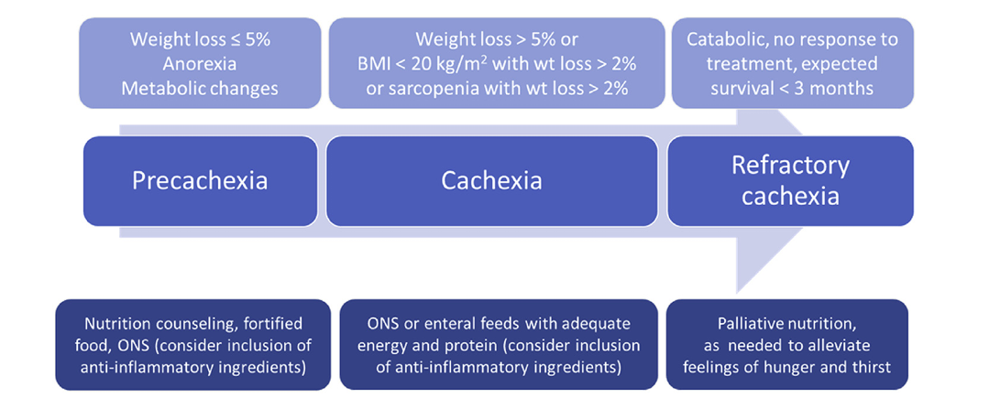 Weight loss ≤ 5%
Anorexia
Metabolic changes
Weight loss > 5% or
BMI < 20 kg/m² with wt loss > 2%
or sarcopenia with wt loss > 2%
Catabolic, no response to
treatment, expected
survival < 3 months
Precachexia
Cachexia
Refractory
cachexia
Nutrition counseling, fortified
food, ONS (consider inclusion of
anti-inflammatory ingredients)
ONS or enteral feeds with adequate
energy and protein (consider inclusion
of anti-inflammatory ingredients)
Palliative nutrition,
as needed to alleviate
feelings of hunger and thirst